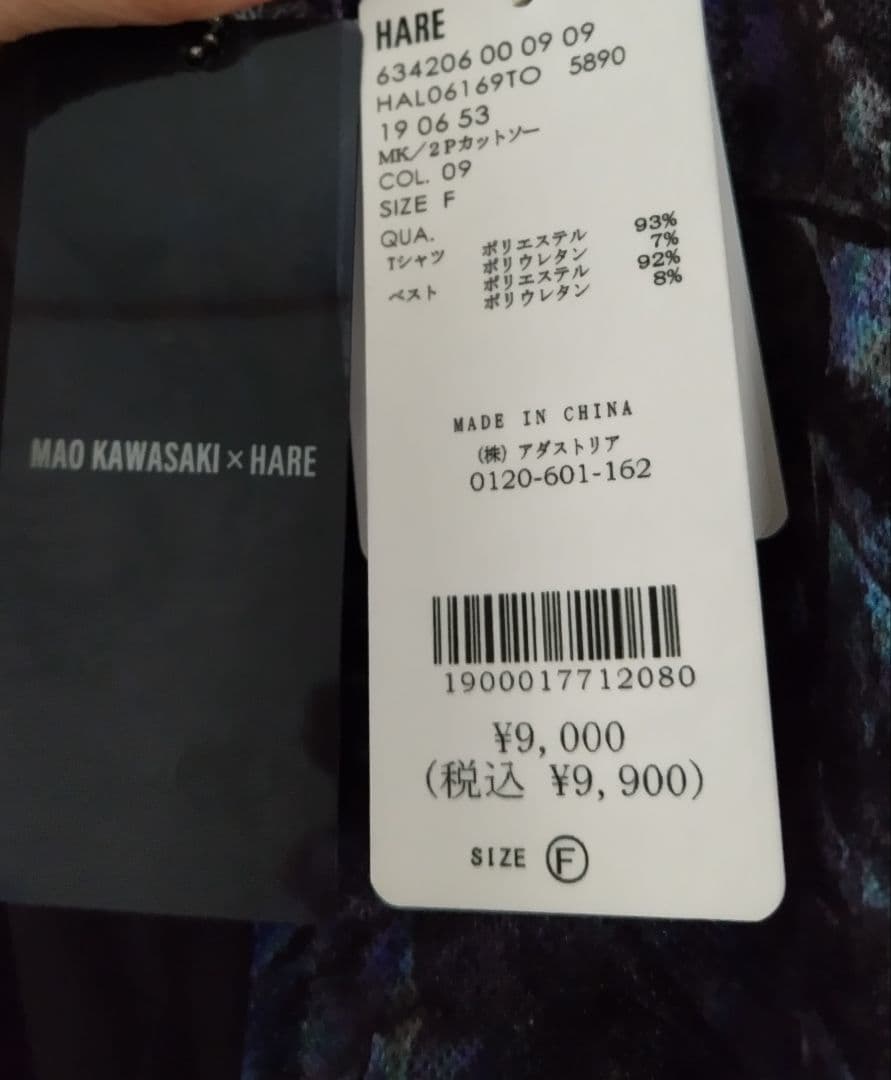 HARE
634206 00 09 09
HAL06169TO 5890
19 06 53
MK/2Pカットソー
COL. 09
SIZE F
QUA.
Tシャツ ポリエステル 93%
ポリウレタン 7%
ベスト ポリエステル 92%
ポリウレタン 8%
MADE IN CHINA
(株) アダストリア
0120-601-162
1900017712080
¥9,000
(税込 ¥9,900)
SIZE F
MAO KAWASAKI×HARE